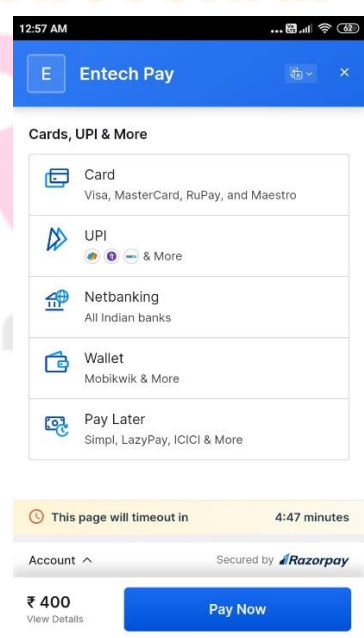 12:57 AM
62
E Entech Pay
Cards, UPI & More
Card
Visa, MasterCard, RuPay, and Maestro
UPI
& More
Netbanking
All Indian banks
Wallet
Mobikwik & More
Pay Later
Simpl, LazyPay, ICICI & More
This page will timeout in 4:47 minutes
Account Secured by Razorpay
₹ 400
View Details
Pay Now